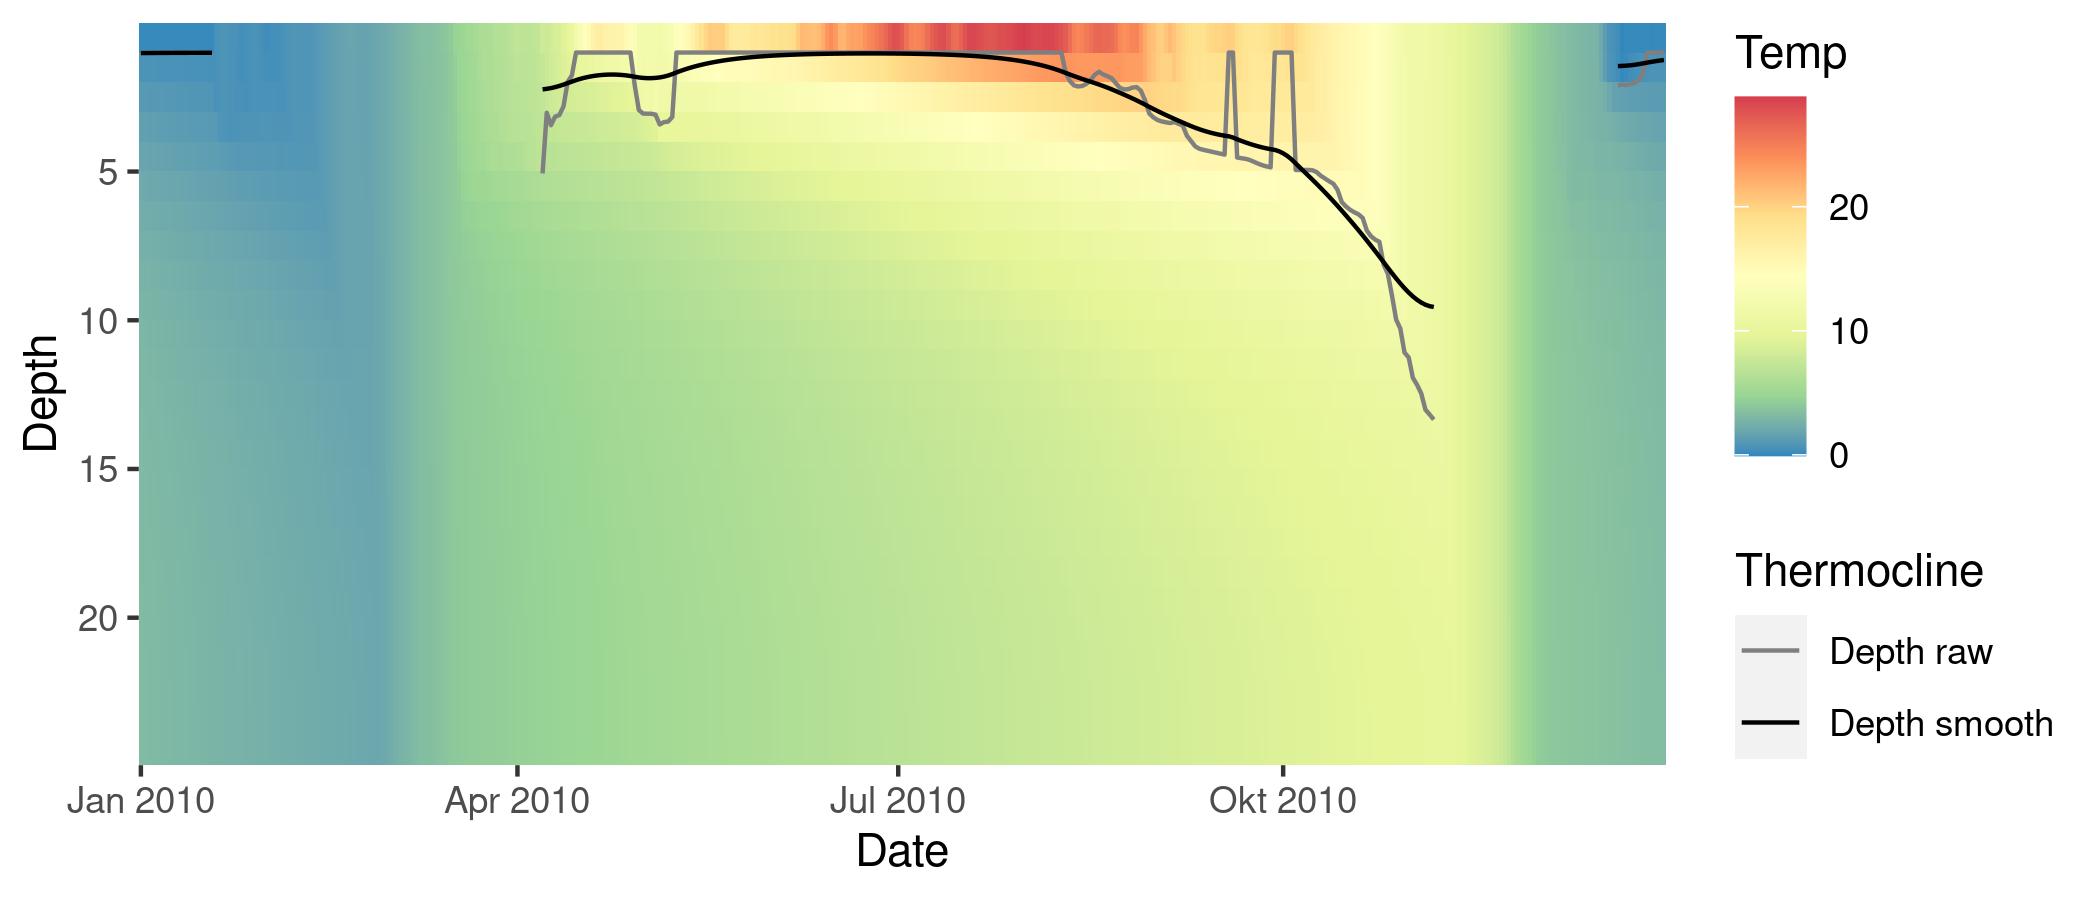 Temp
20
10
0
Thermocline
Depth raw
Depth smooth
Depth
5
10
15
20
Jan 2010
Apr 2010
Jul 2010
Okt 2010
Date